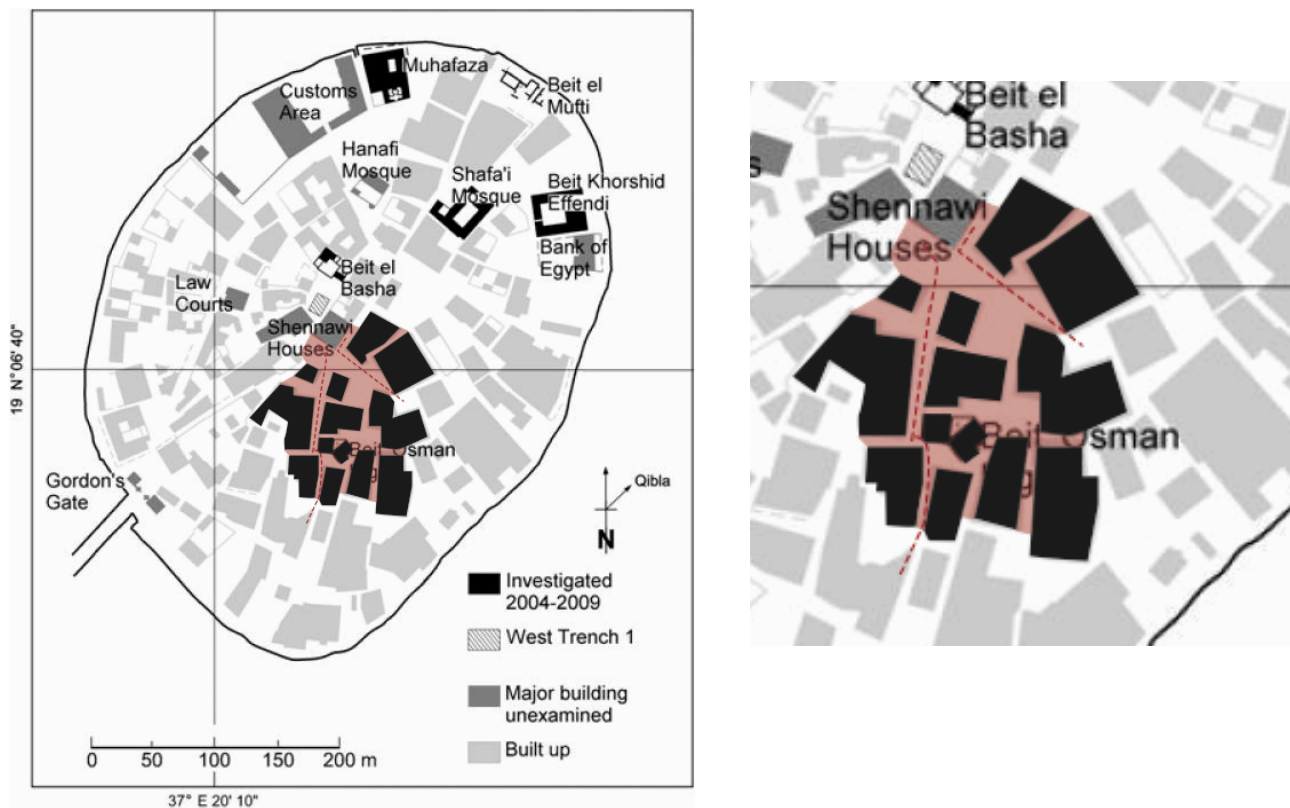 Muhafaza
Customs
Area
Beit el
Mufti
Hanafi
Mosque
Shafa'i
Mosque
Beit Khorshid
Effendi
Bank of
Egypt
Beit el
Basha
Law
Courts
Shennawi
Houses
19 N° 06' 40"
Beit Osman
Gordon's
Gate
Qibla
N
Investigated
2004-2009
West Trench 1
Major building
unexamined
Built up
0 50 100 150 200 m
37° E 20' 10"
Beit el
Basha
s
Shennawi
Houses
Beit Osman